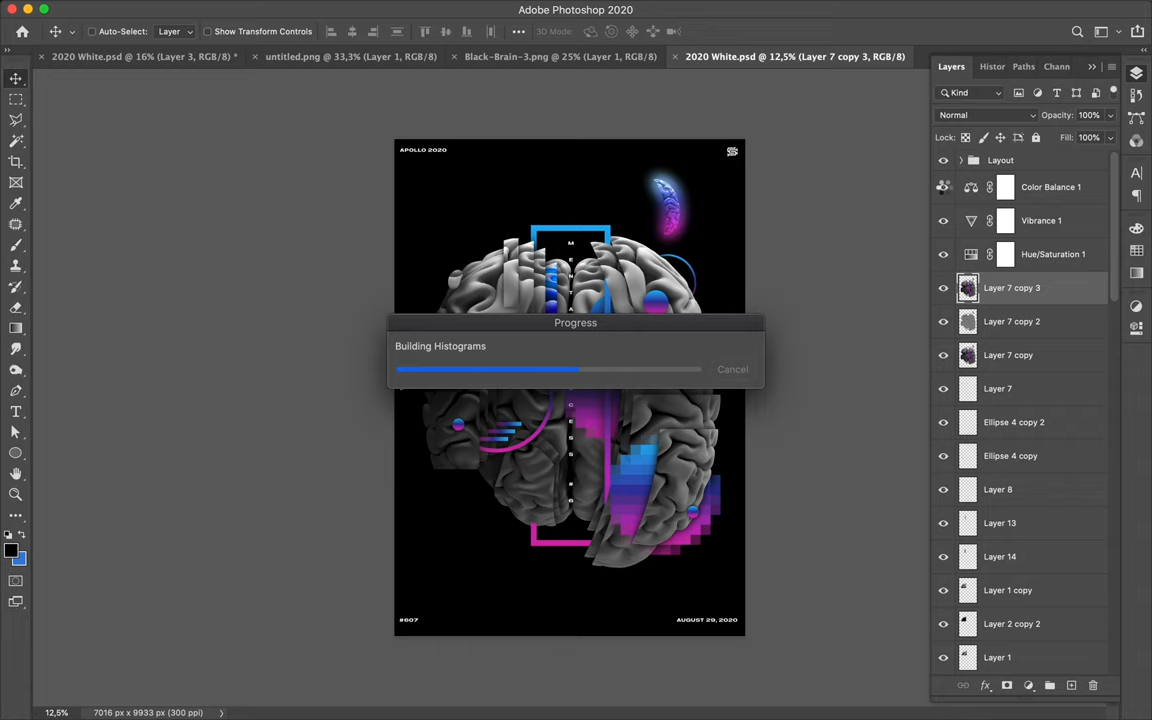 Adobe Photoshop 2020
Auto-Select: Layer Show Transform Controls 3D Mode:
2020 White.psd @ 16% (Layer 3, RGB/8) * untitled.png @ 33,3% (Layer 1, RGB/8) Black-Brain-3.png @ 25% (Layer 1, RGB/8) 2020 White.psd @ 12,5% (Layer 7 copy 3, RGB/8)
Layers Histor Paths Chann
Kind
Normal Opacity: 100%
Lock: Fill: 100%
Layout
Color Balance 1
Vibrance 1
Hue/Saturation 1
Layer 7 copy 3
Layer 7 copy 2
Layer 7 copy
Layer 7
Ellipse 4 copy 2
Ellipse 4 copy
Layer 8
Layer 13
Layer 14
Layer 1 copy
Layer 2 copy 2
Layer 1
APOLLO 2020
M
E
N
T
A
Progress
Building Histograms
Cancel
C
E
S
S
#607 AUGUST 29, 2020
12,5% 7016 px x 9933 px (300 ppi)